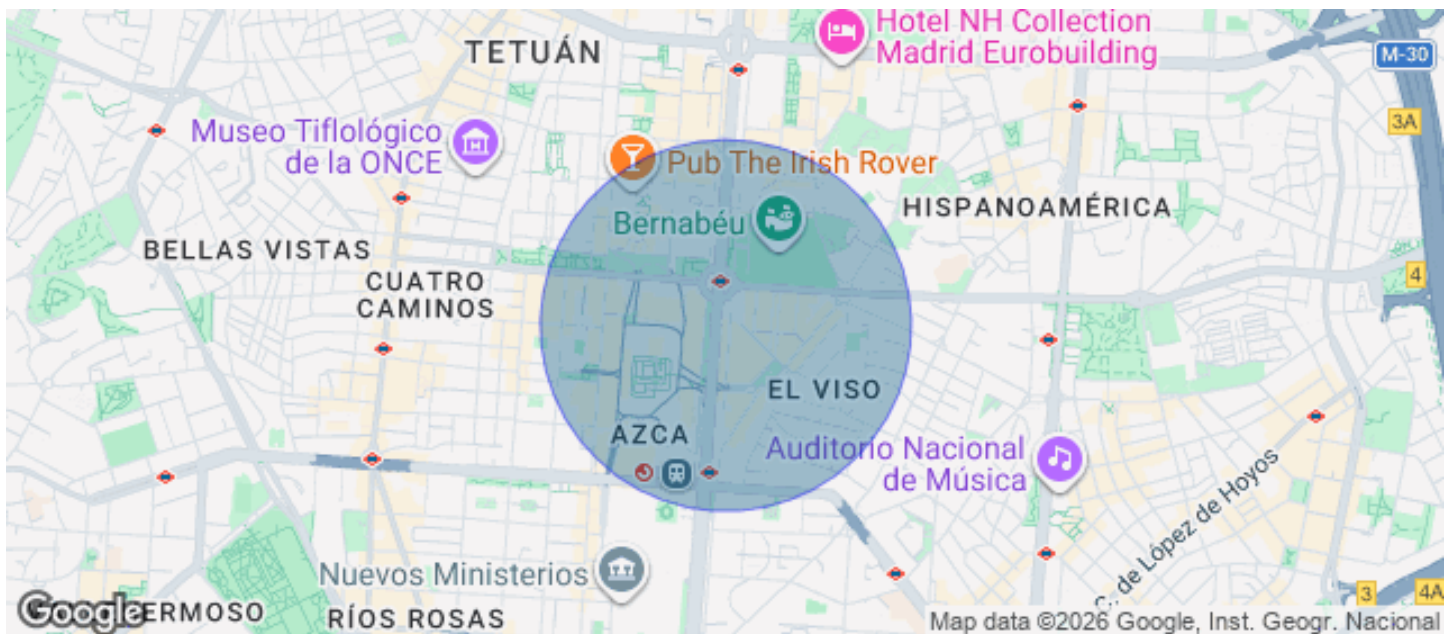 Hotel NH Collection
Madrid Eurobuilding
TETUÁN
M-30
3A
Museo Tiflológico
de la ONCE
Pub The Irish Rover
Bernabéu
HISPANOAMÉRICA
BELLAS VISTAS
CUATRO
CAMINOS
4
EL VISO
AZCA
Auditorio Nacional
de Música
C. de López de Hoyos
Nuevos Ministerios
3
4A
Google
ERMOSO
RÍOS ROSAS
Map data ©2026 Google, Inst. Geogr. Nacional